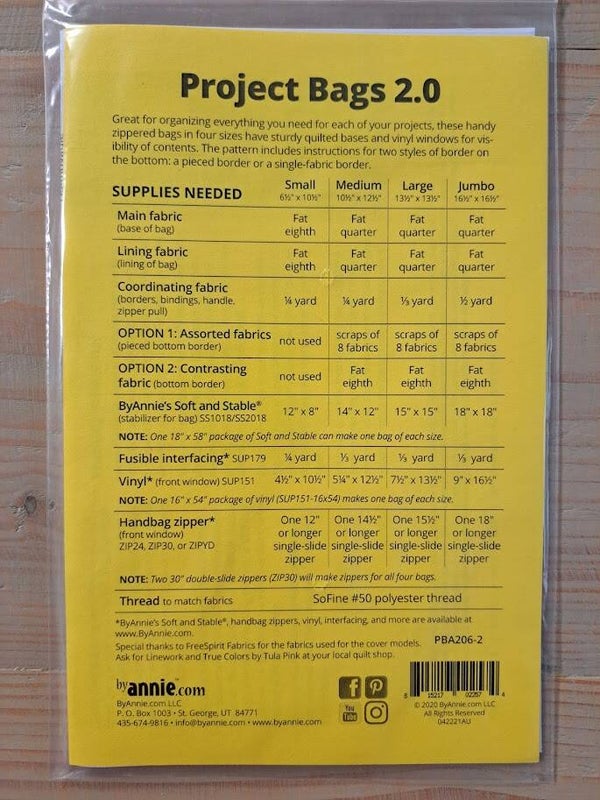 Project Bags 2.0
Great for organizing everything you need for each of your projects, these handy
zippered bags in four sizes have sturdy quilted bases and vinyl windows for vis-
ibility of contents. The pattern includes instructions for two styles of border on
the bottom: a pieced border or a single-fabric border.
SUPPLIES NEEDED Small Medium Large Jumbo
6½" x 10½" 10½" x 12½" 13½" x 13½" 16½" x 16½"
Main fabric Fat Fat Fat Fat
(base of bag) eighth quarter quarter quarter
Lining fabric Fat Fat Fat Fat
(lining of bag) eighth quarter quarter quarter
Coordinating fabric
(borders, bindings, handle, ¼ yard ¼ yard ⅓ yard ½ yard
zipper pull)
OPTION 1: Assorted fabrics not used scraps of scraps of scraps of
(pieced bottom border) 8 fabrics 8 fabrics 8 fabrics
OPTION 2: Contrasting not used Fat Fat Fat
fabric (bottom border) eighth eighth eighth
ByAnnie's Soft and Stable® 12" x 8" 14" x 12" 15" x 15" 18" x 18"
(stabilizer for bag) SS1018/SS2018
NOTE: One 18" x 58" package of Soft and Stable can make one bag of each size.
Fusible interfacing* SUP179 ¼ yard ⅓ yard ⅓ yard ⅓ yard
Vinyl* (front window) SUP151 4½" x 10½" 5¼" x 12½" 7½" x 13½" 9" x 16½"
NOTE: One 16" x 54" package of vinyl (SUP151-16x54) makes one bag of each size.
Handbag zipper* One 12" One 14½" One 15½" One 18"
(front window) or longer or longer or longer or longer
ZIP24, ZIP30, or ZIPYD single-slide single-slide single-slide single-slide
zipper zipper zipper zipper
NOTE: Two 30" double-slide zippers (ZIP30) will make zippers for all four bags.
Thread to match fabrics SoFine #50 polyester thread
*ByAnnie's Soft and Stable®, handbag zippers, vinyl, interfacing, and more are available at
www.ByAnnie.com.
Special thanks to FreeSpirit Fabrics for the fabrics used for the cover models. PBA206-2
Ask for Linework and True Colors by Tula Pink at your local quilt shop.
by annie.com™
ByAnnie.com LLC
P. O. Box 1003 • St. George, UT 84771
435-674-9816 • info@byannie.com • www.byannie.com
You
Tube
8 15217 02257 4
© 2020 ByAnnie.com LLC
All Rights Reserved
042221AU